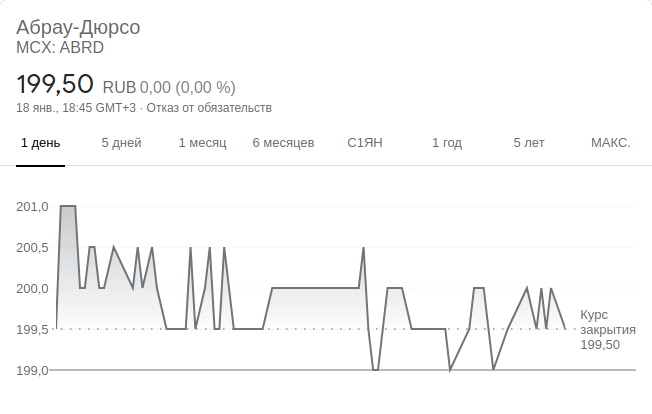 Абрау-Дюрсо
MCX: ABRD
199,50 RUB 0,00 (0,00 %)
18 янв., 18:45 GMT+3 · Отказ от обязательств
1 день 5 дней 1 месяц 6 месяцев С1ЯН 1 год 5 лет МАКС.
201,0
200,5
200,0
199,5
199,0
Курс
закрытия
199,50